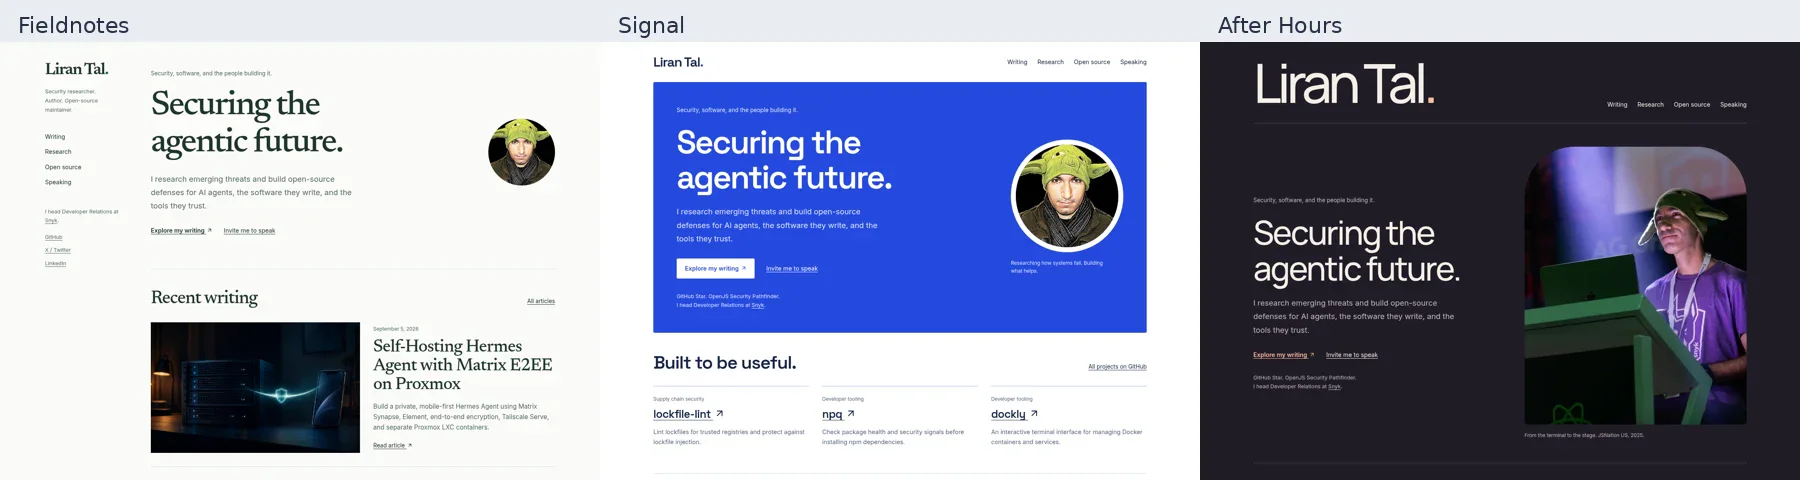 Fieldnotes
Liran Tal.
Security researcher.
Author. Open-source
maintainer.
Writing
Research
Open source
Speaking
I head Developer Relations at
Snyk.
GitHub
X / Twitter
LinkedIn
Security, software, and the people building it.
Securing the
agentic future.
I research emerging threats and build open-source
defenses for AI agents, the software they write, and the
tools they trust.
Explore my writing ↗ Invite me to speak
Recent writing
All articles
September 5, 2026
Self-Hosting Hermes
Agent with Matrix E2EE
on Proxmox
Build a private, mobile-first Hermes Agent using Matrix
Synapse, Element, end-to-end encryption, Tailscale Serve,
and separate Proxmox LXC containers.
Read article ↗
Signal
Liran Tal.
Writing Research Open source Speaking
Security, software, and the people building it.
Securing the
agentic future.
I research emerging threats and build open-source
defenses for AI agents, the software they write, and the
tools they trust.
Explore my writing ↗ Invite me to speak
GitHub Star. OpenJS Security Pathfinder.
I head Developer Relations at Snyk.
Researching how systems fail. Building
what helps.
Built to be useful.
All projects on GitHub
Supply chain security
lockfile-lint ↗
Lint lockfiles for trusted registries and protect against
lockfile injection.
Developer tooling
npq ↗
Check package health and security signals before
installing npm dependencies.
Developer tooling
dockly ↗
An interactive terminal interface for managing Docker
containers and services.
After Hours
Liran Tal.
Writing Research Open source Speaking
Security, software, and the people building it.
Securing the
agentic future.
I research emerging threats and build open-source
defenses for AI agents, the software they write, and the
tools they trust.
Explore my writing ↗ Invite me to speak
GitHub Star. OpenJS Security Pathfinder.
I head Developer Relations at Snyk.
snyk
From the terminal to the stage. JSNation US, 2025.